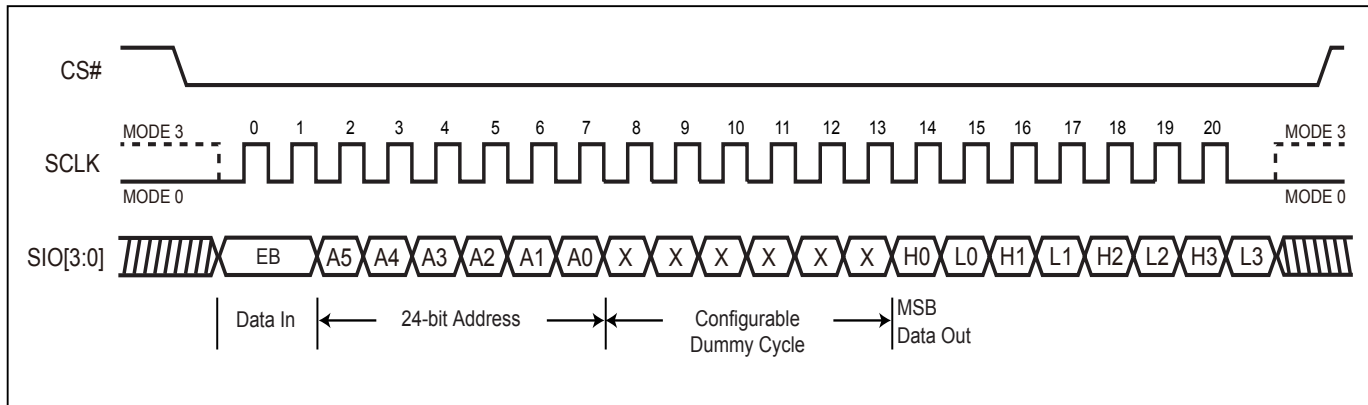 CS#
MODE 3 0 1 2 3 4 5 6 7 8 9 10 11 12 13 14 15 16 17 18 19 20 MODE 3
SCLK
MODE 0 MODE 0
SIO[3:0] EB A5 A4 A3 A2 A1 A0 X X X X X X H0 L0 H1 L1 H2 L2 H3 L3
Data In 24-bit Address Configurable Dummy Cycle MSB Data Out